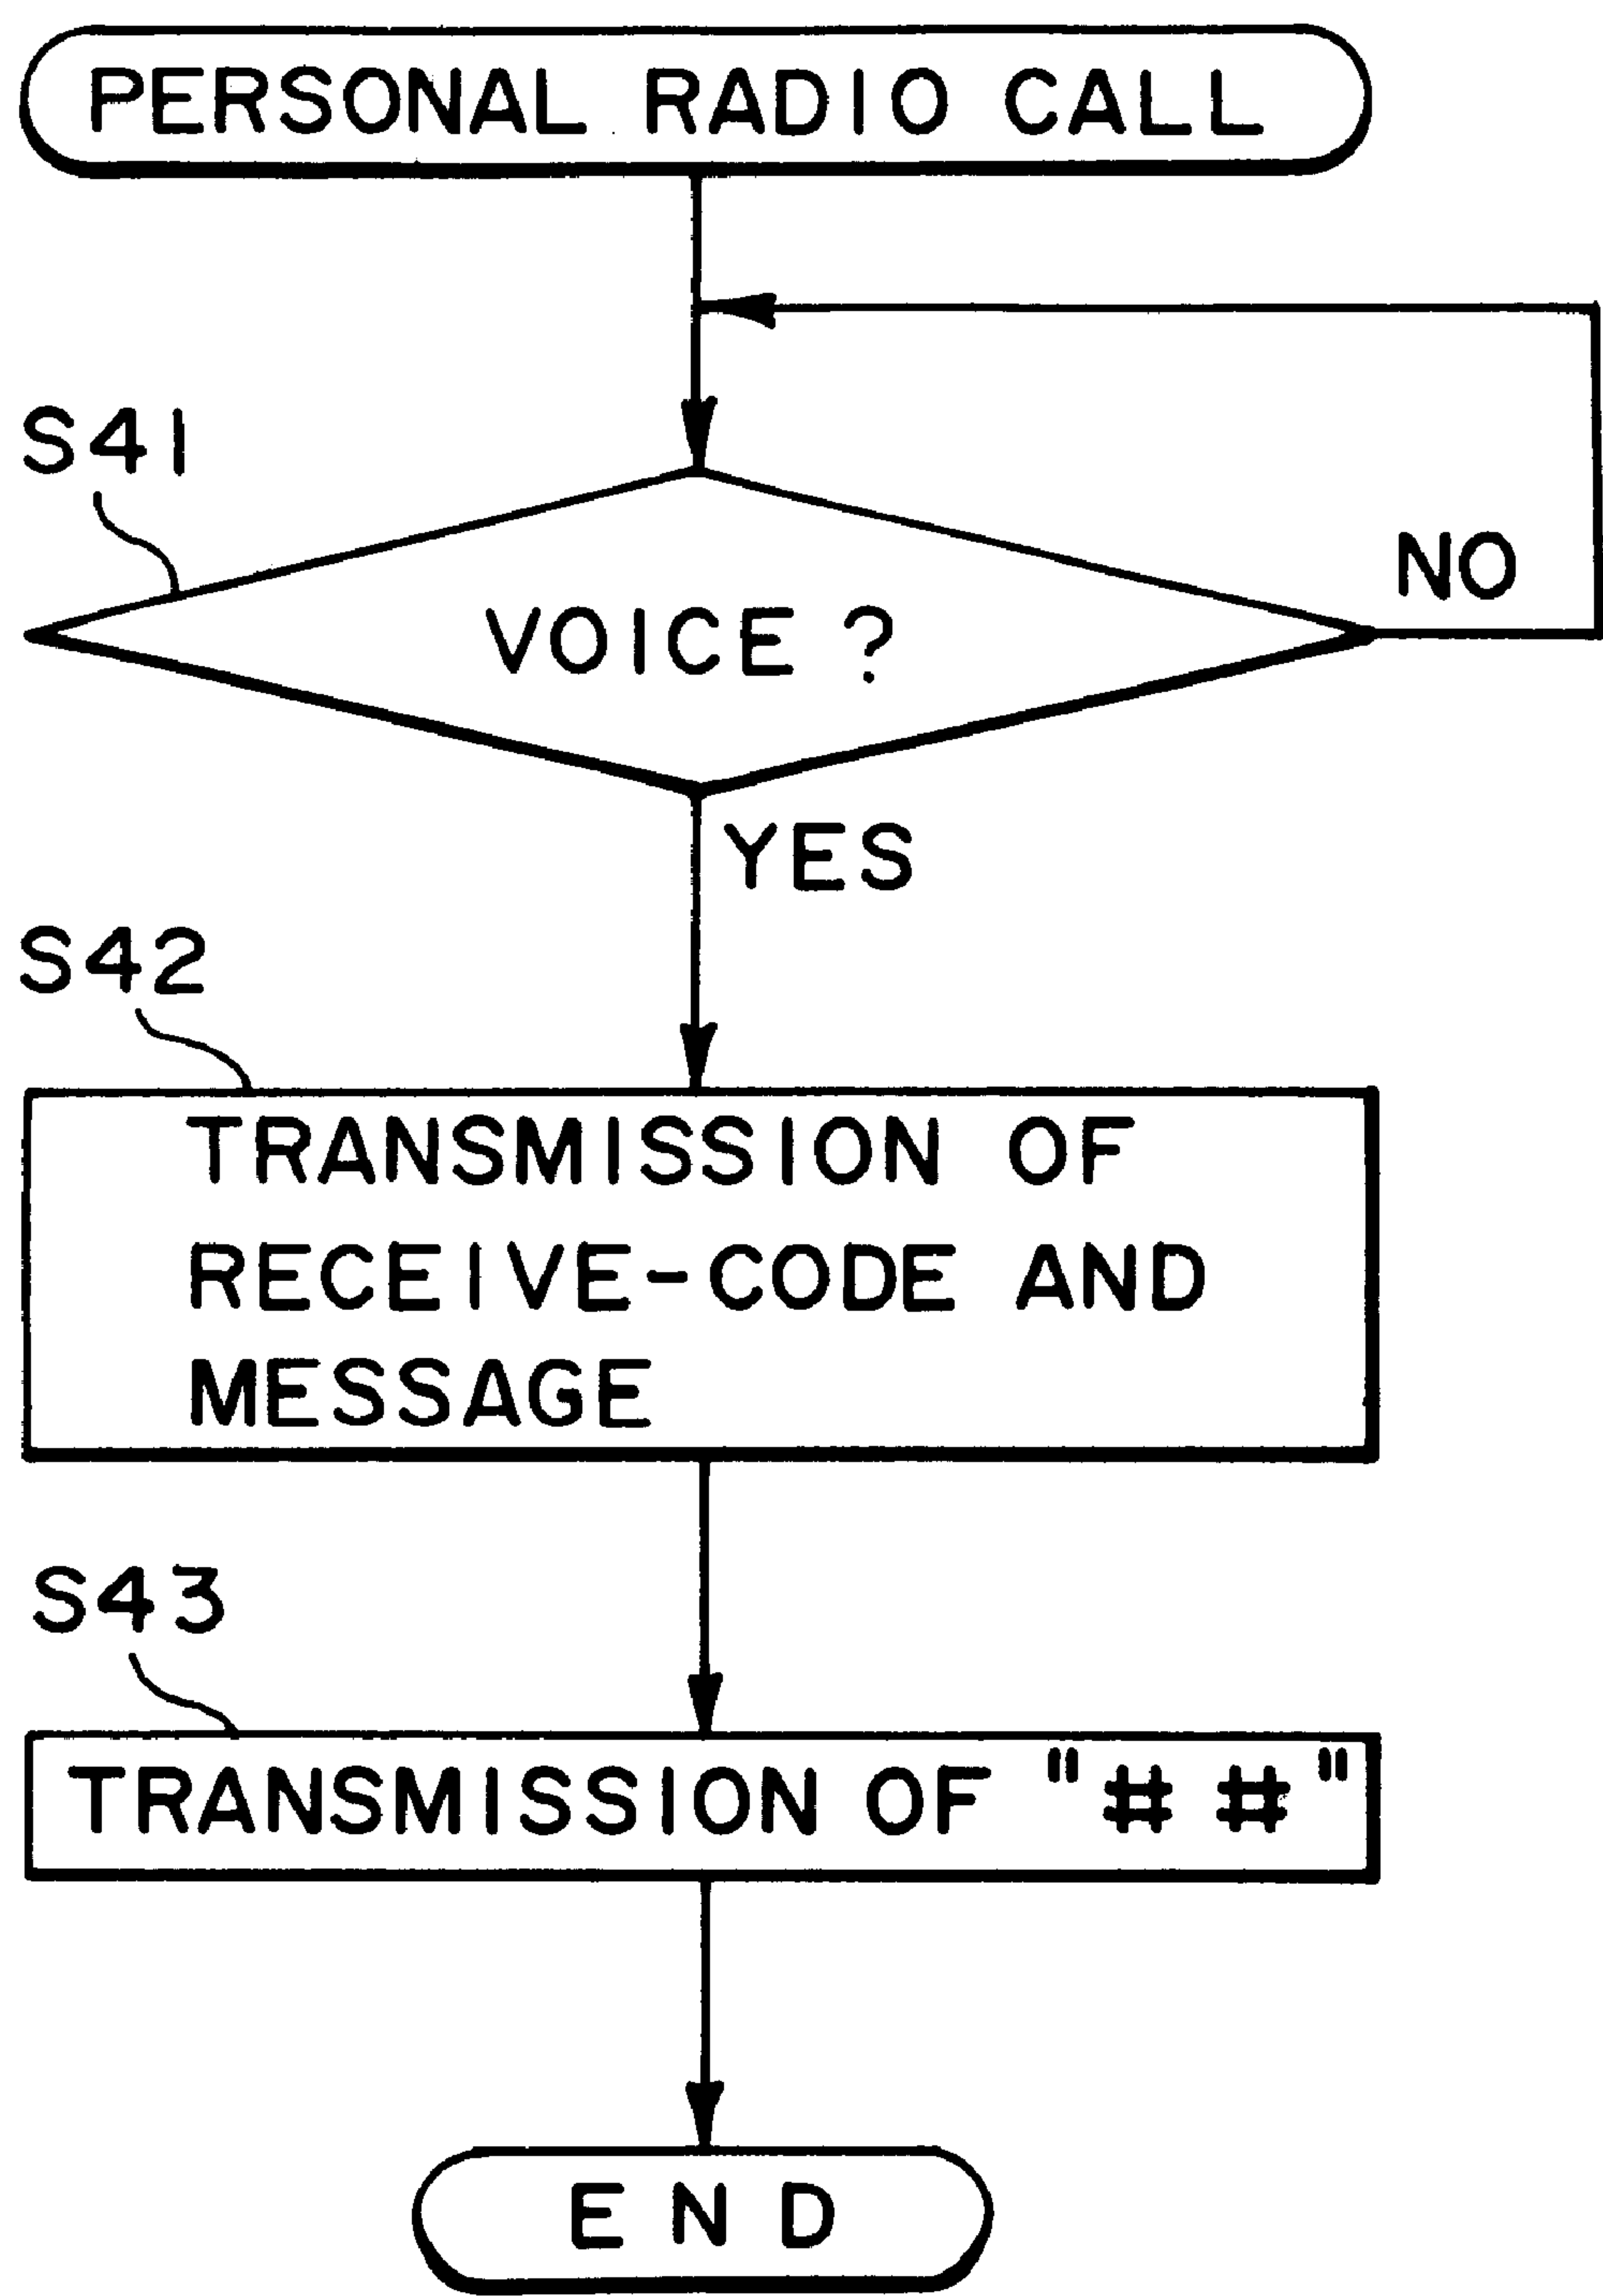 PERSONAL RADIO CALL
S41
NO
VOICE ?
YES
S42
TRANSMISSION OF
RECEIVE-CODE AND
MESSAGE
S43
TRANSMISSION OF "# #"
END